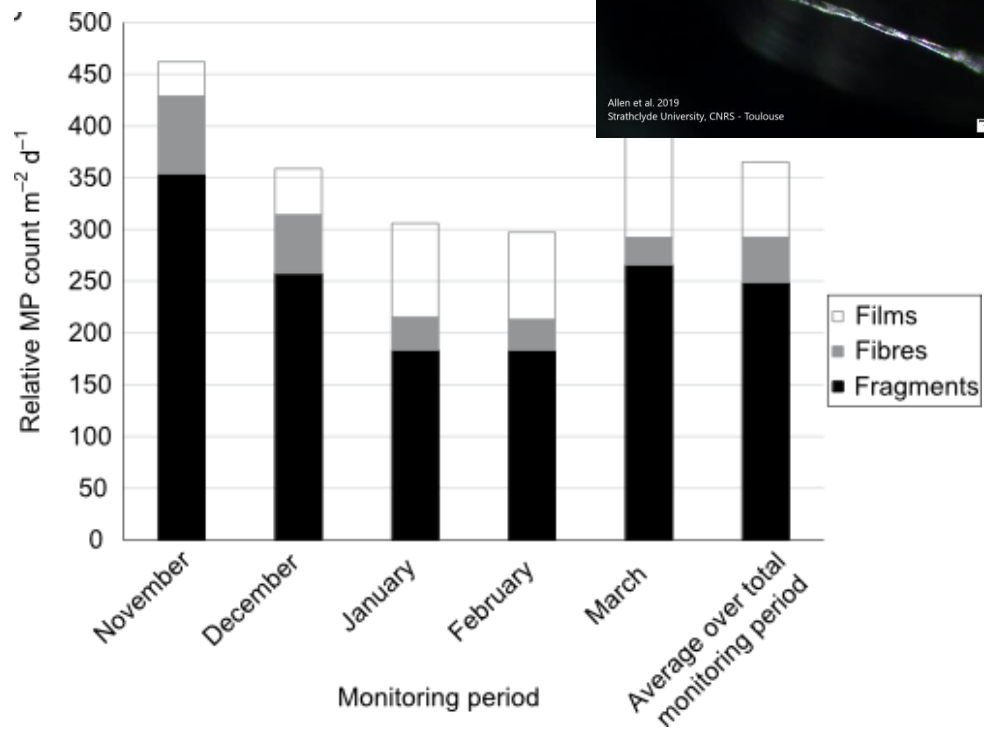 500
450
400
350
300
250
200
150
100
50
0
Relative MP count m⁻² d⁻¹
Allen et al. 2019
Strathclyde University, CNRS - Toulouse
Films
Fibres
Fragments
November
December
January
February
March
Average over total
monitoring period
Monitoring period